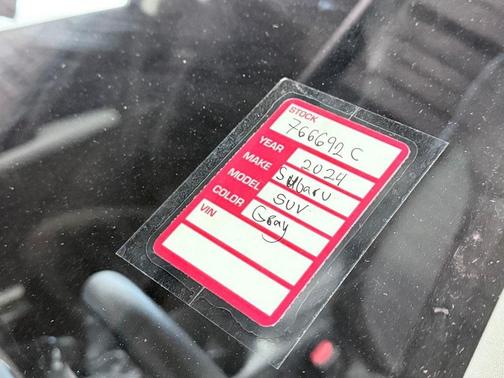 STOCK
766692 C
YEAR 2024
MAKE Subaru
MODEL SUV
COLOR Gray
VIN